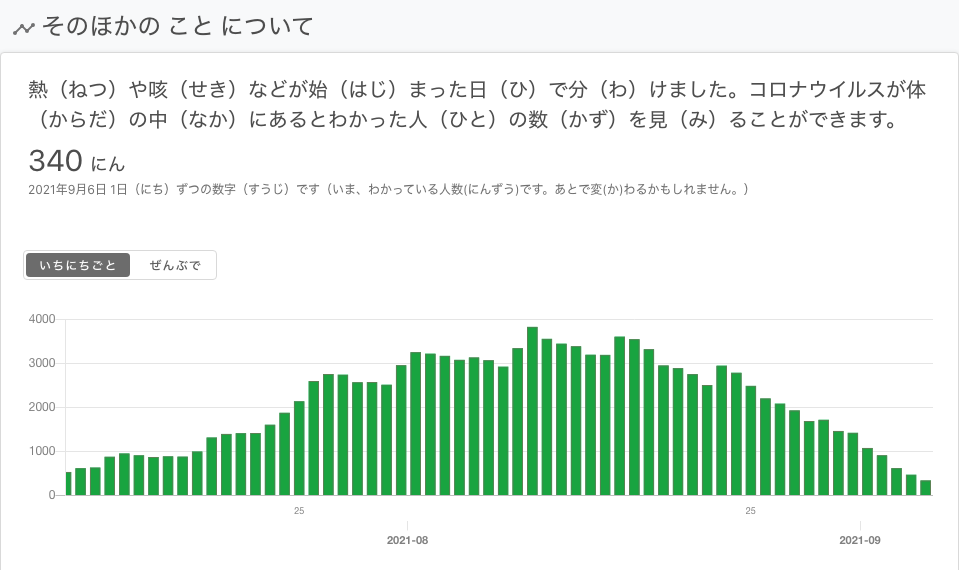 そのほかの こと について
熱（ねつ）や咳（せき）などが始（はじ）まった日（ひ）で分（わ）けました。コロナウイルスが体
（からだ）の中（なか）にあるとわかった人（ひと）の数（かず）を見（み）ることができます。
340 にん
2021年9月6日 1日（にち）ずつの数字（すうじ）です（いま、わかっている人数(にんずう)です。あとで変(か)わるかもしれません。）
いちにちごと ぜんぶで
4000
3000
2000
1000
0
25 25
2021-08 2021-09